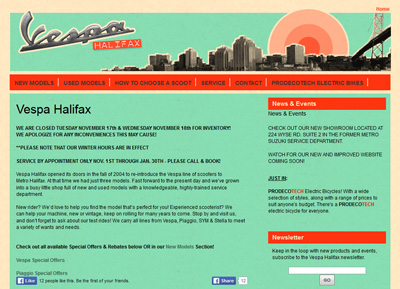 Home
Vespa
HALIFAX
NEW MODELS USED MODELS HOW TO CHOOSE A SCOOT SERVICE CONTACT PRODECOTECH ELECTRIC BIKES
Vespa Halifax
WE ARE CLOSED TUESDAY NOVEMBER 17th & WEDNESDAY NOVEMBER 18th FOR INVENTORY!
WE APOLOGIZE FOR ANY INCONVENIENCES THIS MAY CAUSE!
**PLEASE NOTE THAT OUR WINTER HOURS ARE IN EFFECT
SERVICE BY APPOINTMENT ONLY NOV. 1ST THROUGH JAN. 30TH - PLEASE CALL & BOOK!
Vespa Halifax opened its doors in the fall of 2004 to re-introduce the Vespa line of scooters to
Metro Halifax. At that time we had just three models. Fast forward to the present day and we've grown
into a busy little shop full of new and used models with a knowledgeable, highly-trained service
department.
New rider? We'd love to help you find the model that's perfect for you! Experienced scooterist? We
can help your machine, new or vintage, keep on rolling for many years to come. Stop by and visit us,
and don't forget to ask about our test rides! We carry all lines from Vespa, Piaggio, SYM & Stella to meet
a variety of wants and needs.
Check out all available Special Offers & Rebates below OR in our New Models Section!
Vespa Special Offers
Piaggio Special Offers
Like 12 people like this. Be the first of your friends.
Share 12
News & Events
News & Events
CHECK OUT OUR NEW SHOWROOM LOCATED AT
224 WYSE RD. SUITE 2 IN THE FORMER METRO
SUZUKI SERVICE DEPARTMENT.
WATCH FOR OUR NEW AND IMPROVED WEBSITE
COMING SOON!
JUST IN:
PRODECOTECH Electric Bicycles! With a wide
selection of styles, along with a range of prices to
suit anyone's budget. There's a PRODECOTECH
electric bicycle for everyone.
Newsletter
Keep in the loop with new products and events,
subscribe to the Vespa Halifax newsletter.
GO